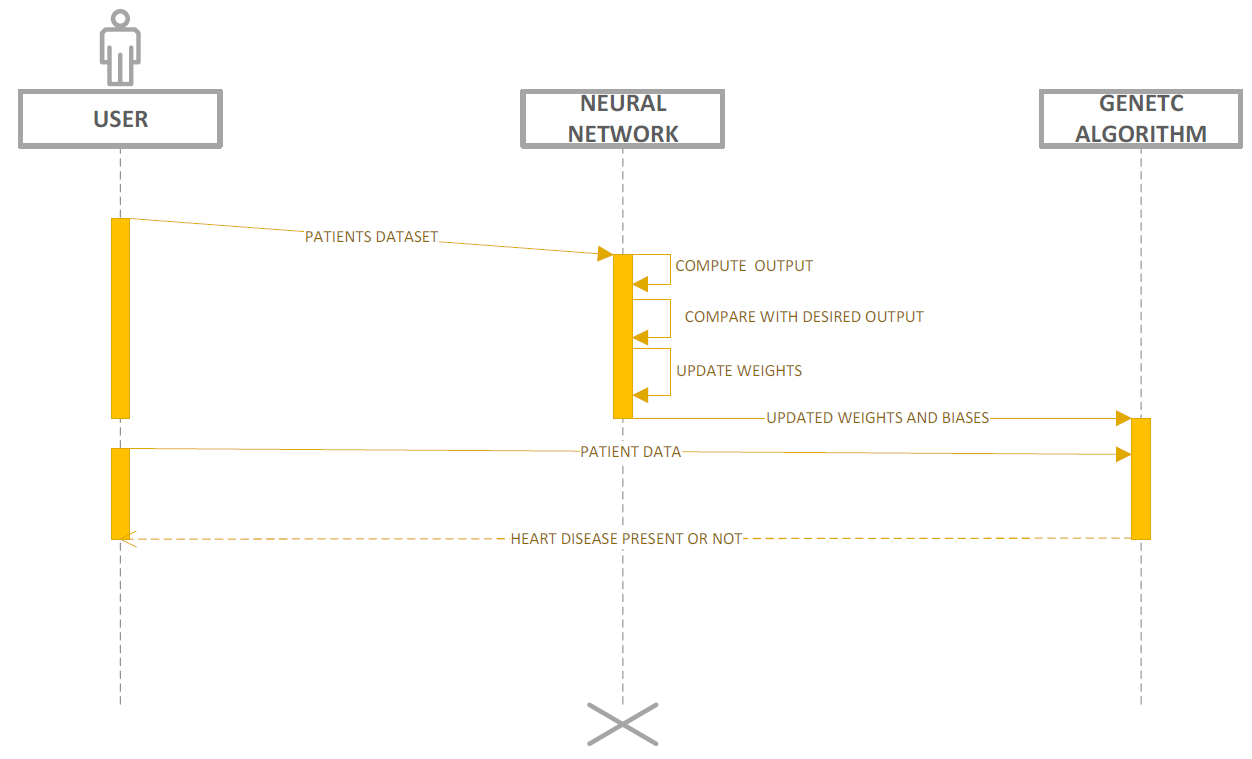 USER
NEURAL
NETWORK
GENETC
ALGORITHM
PATIENTS DATASET
COMPUTE OUTPUT
COMPARE WITH DESIRED OUTPUT
UPDATE WEIGHTS
UPDATED WEIGHTS AND BIASES
PATIENT DATA
HEART DISEASE PRESENT OR NOT